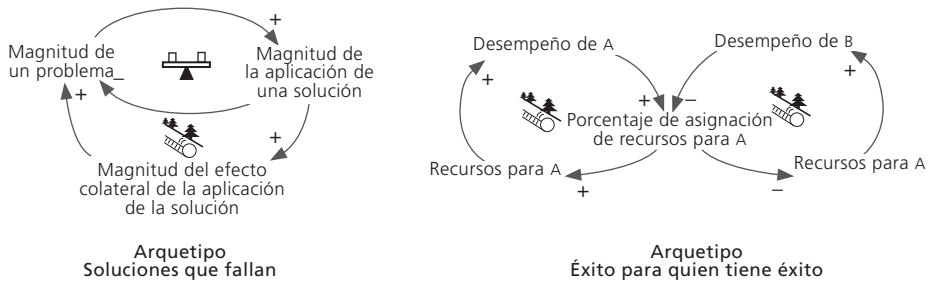 +
Magnitud de
un problema
–
+
Magnitud de
la aplicación de
una solución
+
Magnitud del efecto
colateral de la aplicación
de la solución
Arquetipo
Soluciones que fallan
Desempeño de A
Desempeño de B
+
+
+
–
Porcentaje de asignación
de recursos para A
Recursos para A
Recursos para A
+
–
Arquetipo
Éxito para quien tiene éxito